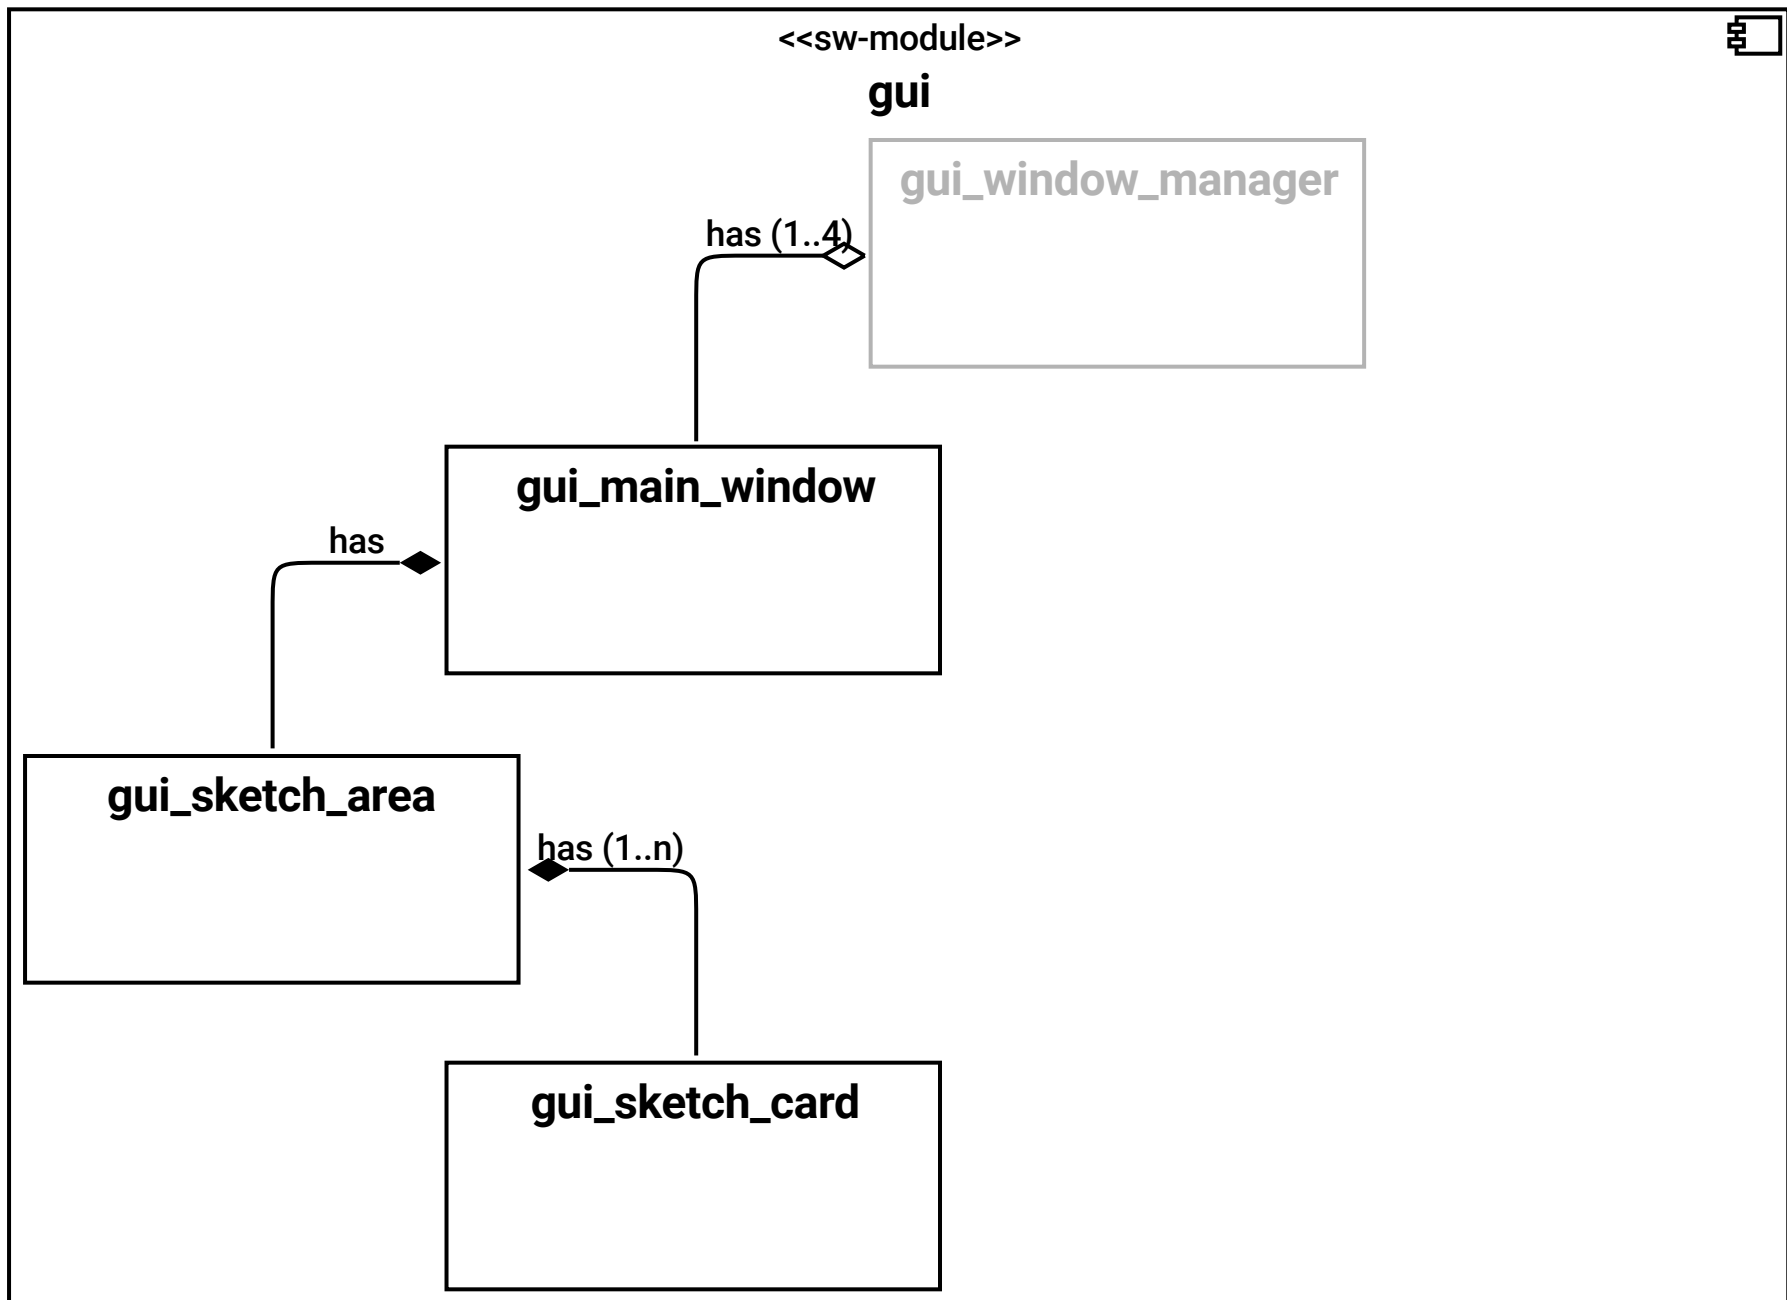 <<sw-module>>
gui
gui_window_manager
has (1..4)
gui_main_window
has
gui_sketch_area
has (1..n)
gui_sketch_card